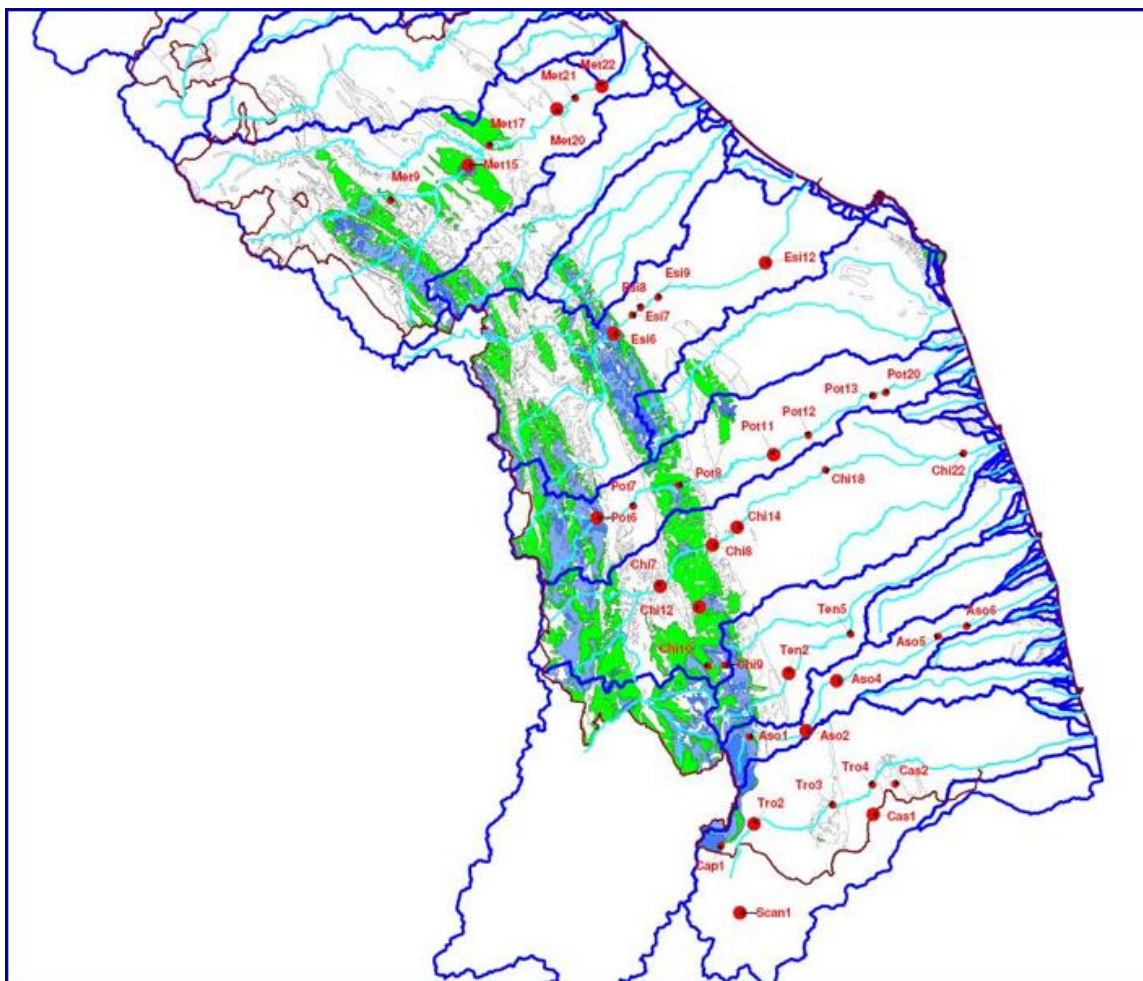 Met22
Met21
Met17
Met20
Met15
Met9
Esi12
Esi9
Esi8
Esi7
Esi6
Pot20
Pot13
Pot12
Pot11
Chi22
Chi18
Pot8
Pot7
Pot6
Chi14
Chi8
Chi7
Chi12
Ten5
Aso6
Aso5
Ten2
Chi10
Chi9
Aso4
Aso1
Aso2
Tro4
Cas2
Tro3
Tro2
Cas1
Cap1
Scan1